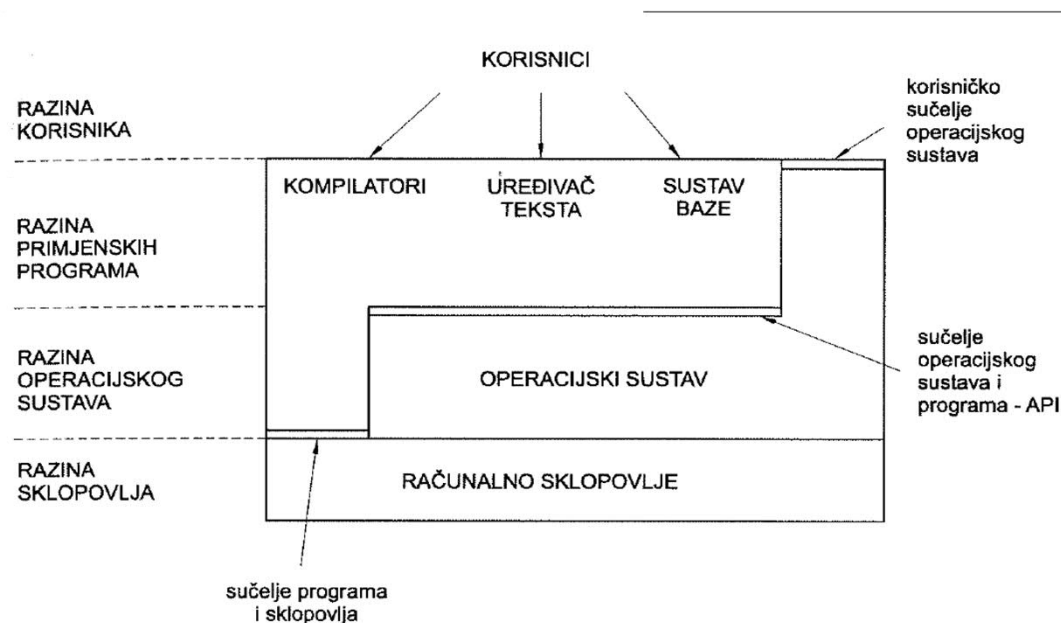 KORISNICI
korisničko
sučelje
operacijskog
sustava
RAZINA
KORISNIKA
KOMPILATORI
UREĐIVAČ
TEKSTA
SUSTAV
BAZE
RAZINA
PRIMJENSKIH
PROGRAMA
sučelje
operacijskog
sustava i
programa - API
RAZINA
OPERACIJSKOG
SUSTAVA
OPERACIJSKI SUSTAV
RAZINA
SKLOPOVLJA
RAČUNALNO SKLOPOVLJE
sučelje programa
i sklopovlja